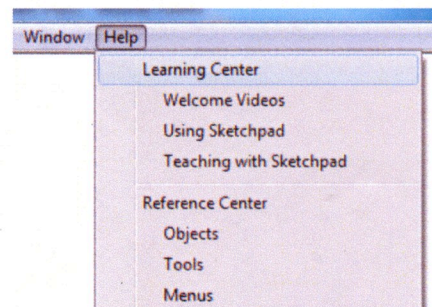 Window Help
Learning Center
Welcome Videos
Using Sketchpad
Teaching with Sketchpad
Reference Center
Objects
Tools
Menus